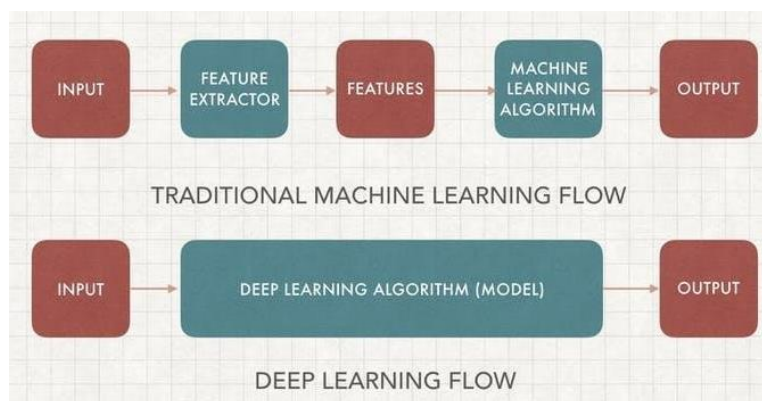 INPUT
FEATURE
EXTRACTOR
FEATURES
MACHINE
LEARNING
ALGORITHM
OUTPUT
TRADITIONAL MACHINE LEARNING FLOW
INPUT
DEEP LEARNING ALGORITHM (MODEL)
OUTPUT
DEEP LEARNING FLOW